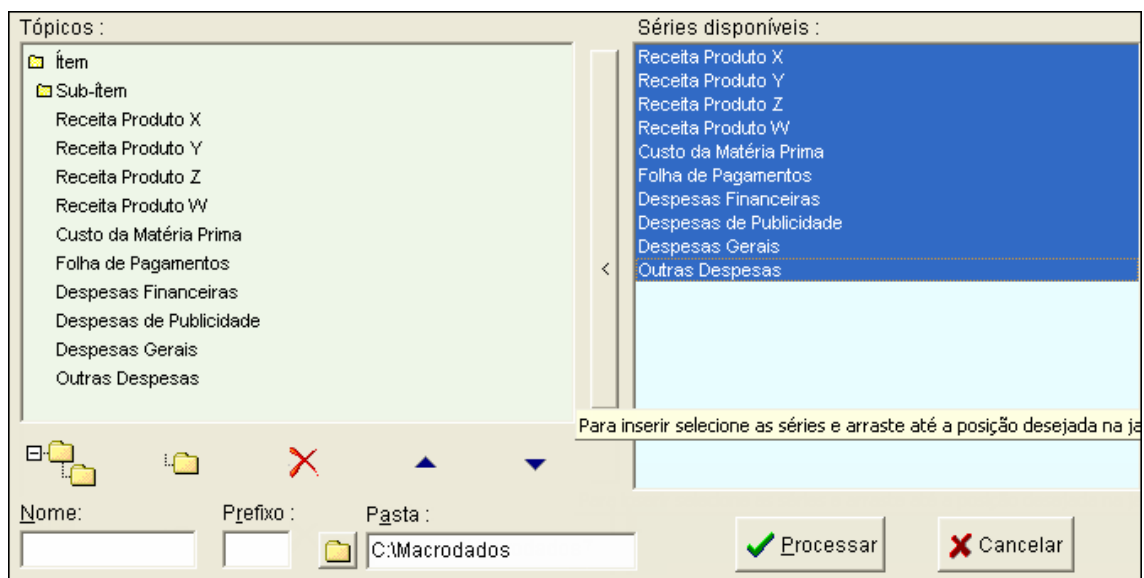 Tópicos :
Ítem
Sub-ítem
Receita Produto X
Receita Produto Y
Receita Produto Z
Receita Produto W
Custo da Matéria Prima
Folha de Pagamentos
Despesas Financeiras
Despesas de Publicidade
Despesas Gerais
Outras Despesas
<
Séries disponíveis :
Receita Produto X
Receita Produto Y
Receita Produto Z
Receita Produto W
Custo da Matéria Prima
Folha de Pagamentos
Despesas Financeiras
Despesas de Publicidade
Despesas Gerais
Outras Despesas
Para inserir selecione as séries e arraste até a posição desejada na ja
Nome:
Prefixo :
Pasta :
C:\Macrodados
Processar
Cancelar